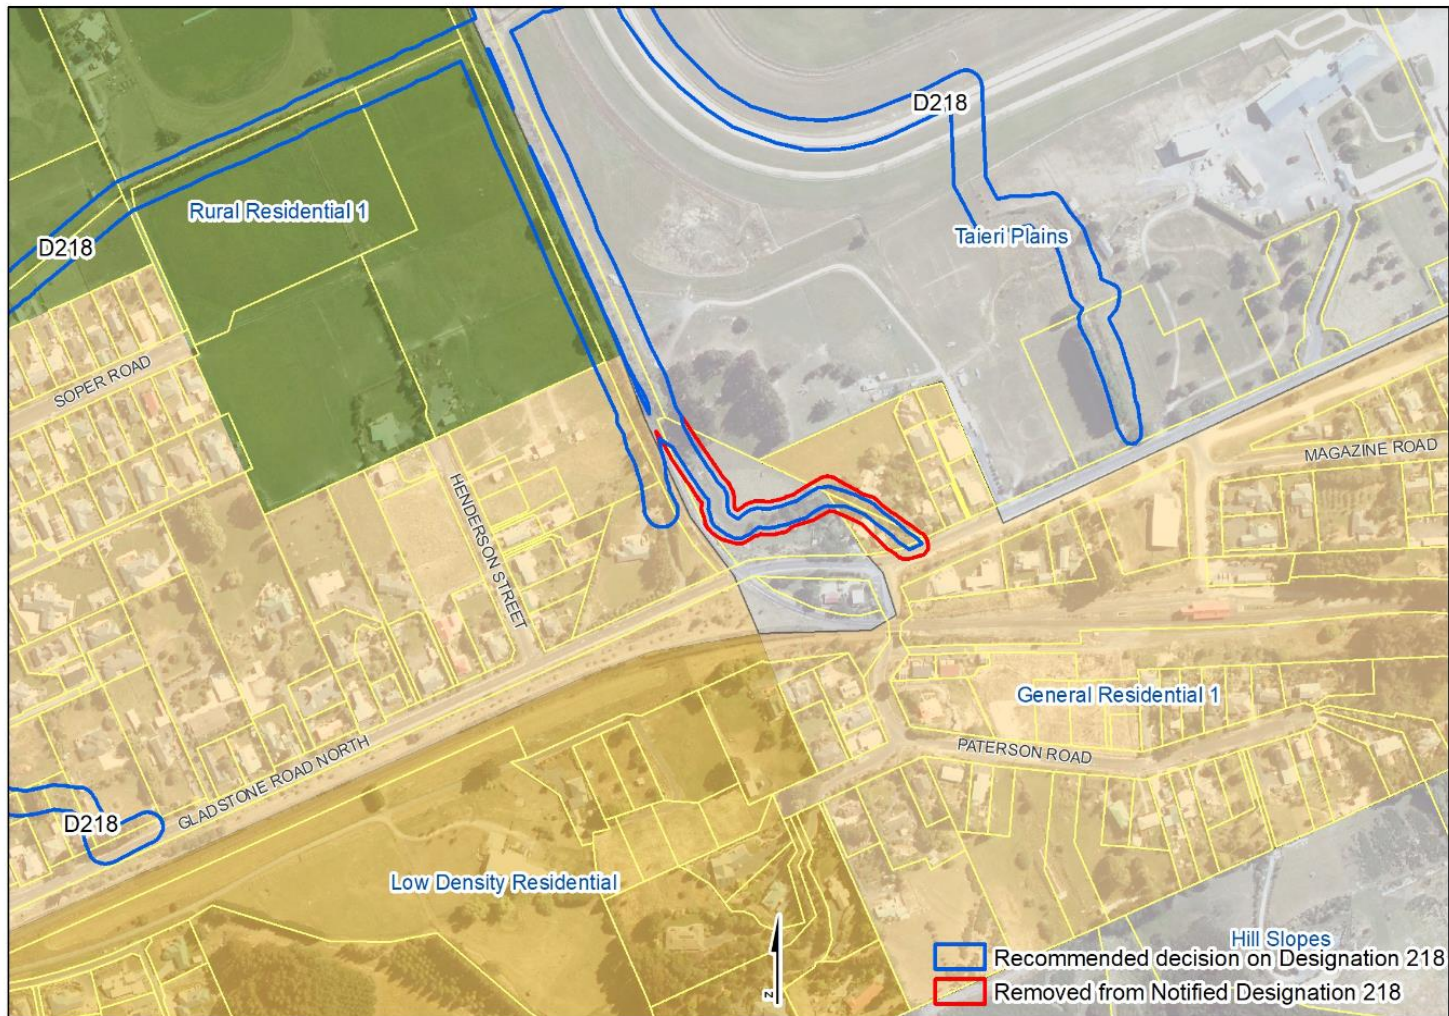 D218
Rural Residential 1
D218
Taieri Plains
SOPER ROAD
MAGAZINE ROAD
HENDERSON STREET
General Residential 1
PATERSON ROAD
GLADSTONE ROAD NORTH
D218
Low Density Residential
Hill Slopes
Recommended decision on Designation 218
Removed from Notified Designation 218
N